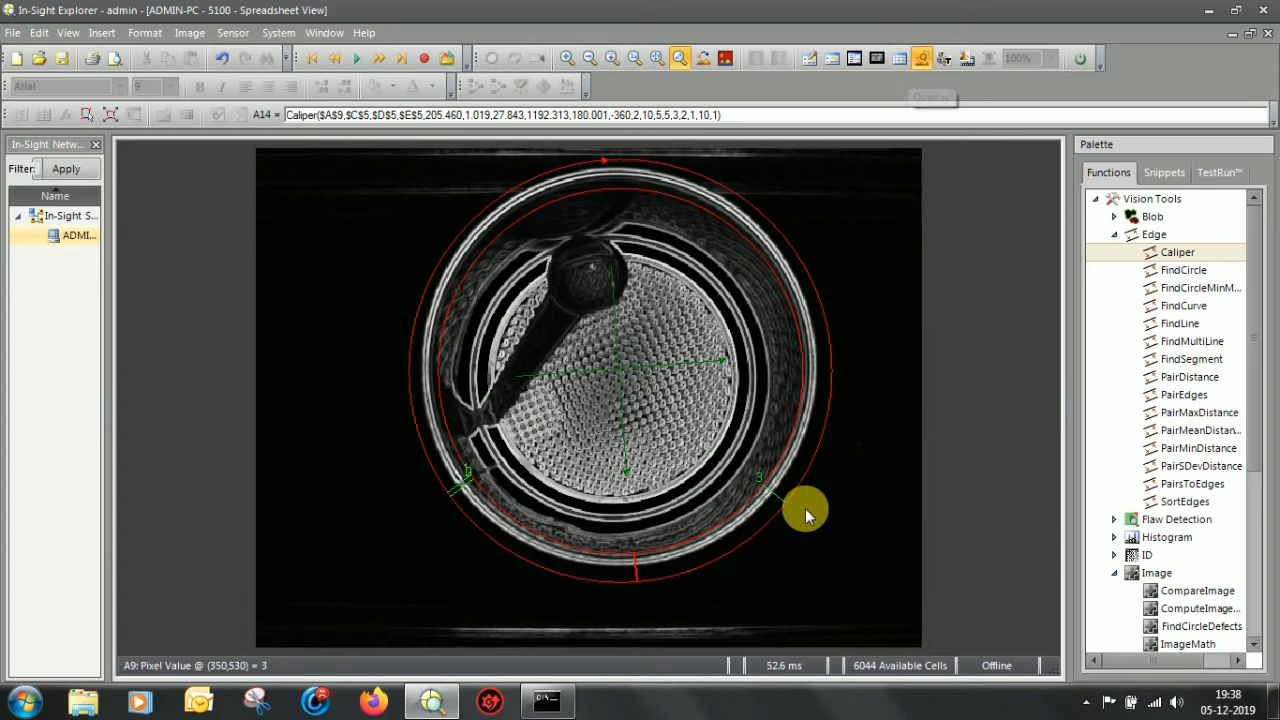 In-Sight Explorer - admin - [ADMIN-PC - 5100 - Spreadsheet View]
File Edit View Insert Format Image Sensor System Window Help
100%
Arial 9 B I U
Overlay
A14 = Caliper($A$9,$C$5,$D$5,$E$5,205.460,1.019,27.843,1192.313,180.001,-360,2,10,5,5,3,2,1,10,1)
In-Sight Netw...
Filter: Apply
Name
In-Sight S...
ADMI...
3
Palette
Functions Snippets TestRun™
Vision Tools
Blob
Edge
Caliper
FindCircle
FindCircleMinM...
FindCurve
FindLine
FindMultiLine
FindSegment
PairDistance
PairEdges
PairMaxDistance
PairMeanDistan...
PairMinDistance
PairSDevDistance
PairsToEdges
SortEdges
Flaw Detection
Histogram
ID
Image
CompareImage
ComputeImage...
FindCircleDefects
ImageMath
A9: Pixel Value @ (350,530) = 3 52.6 ms 6044 Available Cells Offline
19:38
05-12-2019